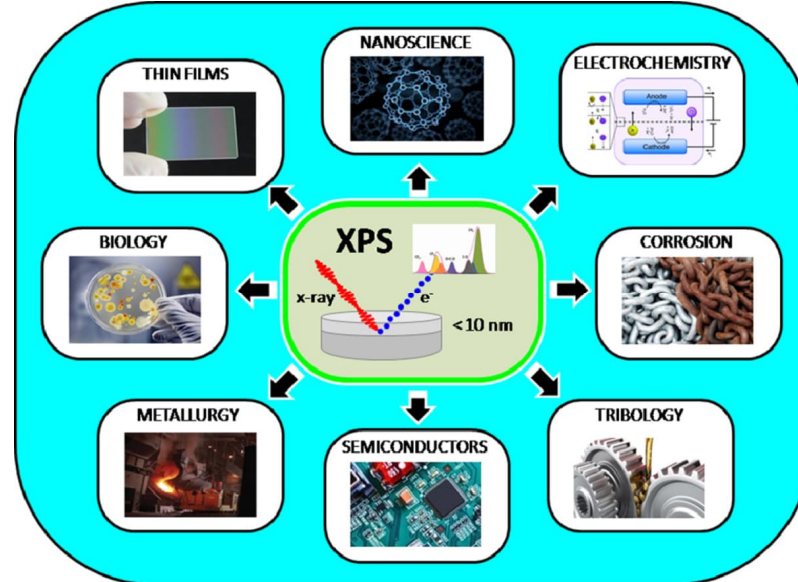 NANOSCIENCE
THIN FILMS
ELECTROCHEMISTRY
Anode
Cathode
XPS
x-ray
e-
< 10 nm
BIOLOGY
CORROSION
METALLURGY
SEMICONDUCTORS
TRIBOLOGY